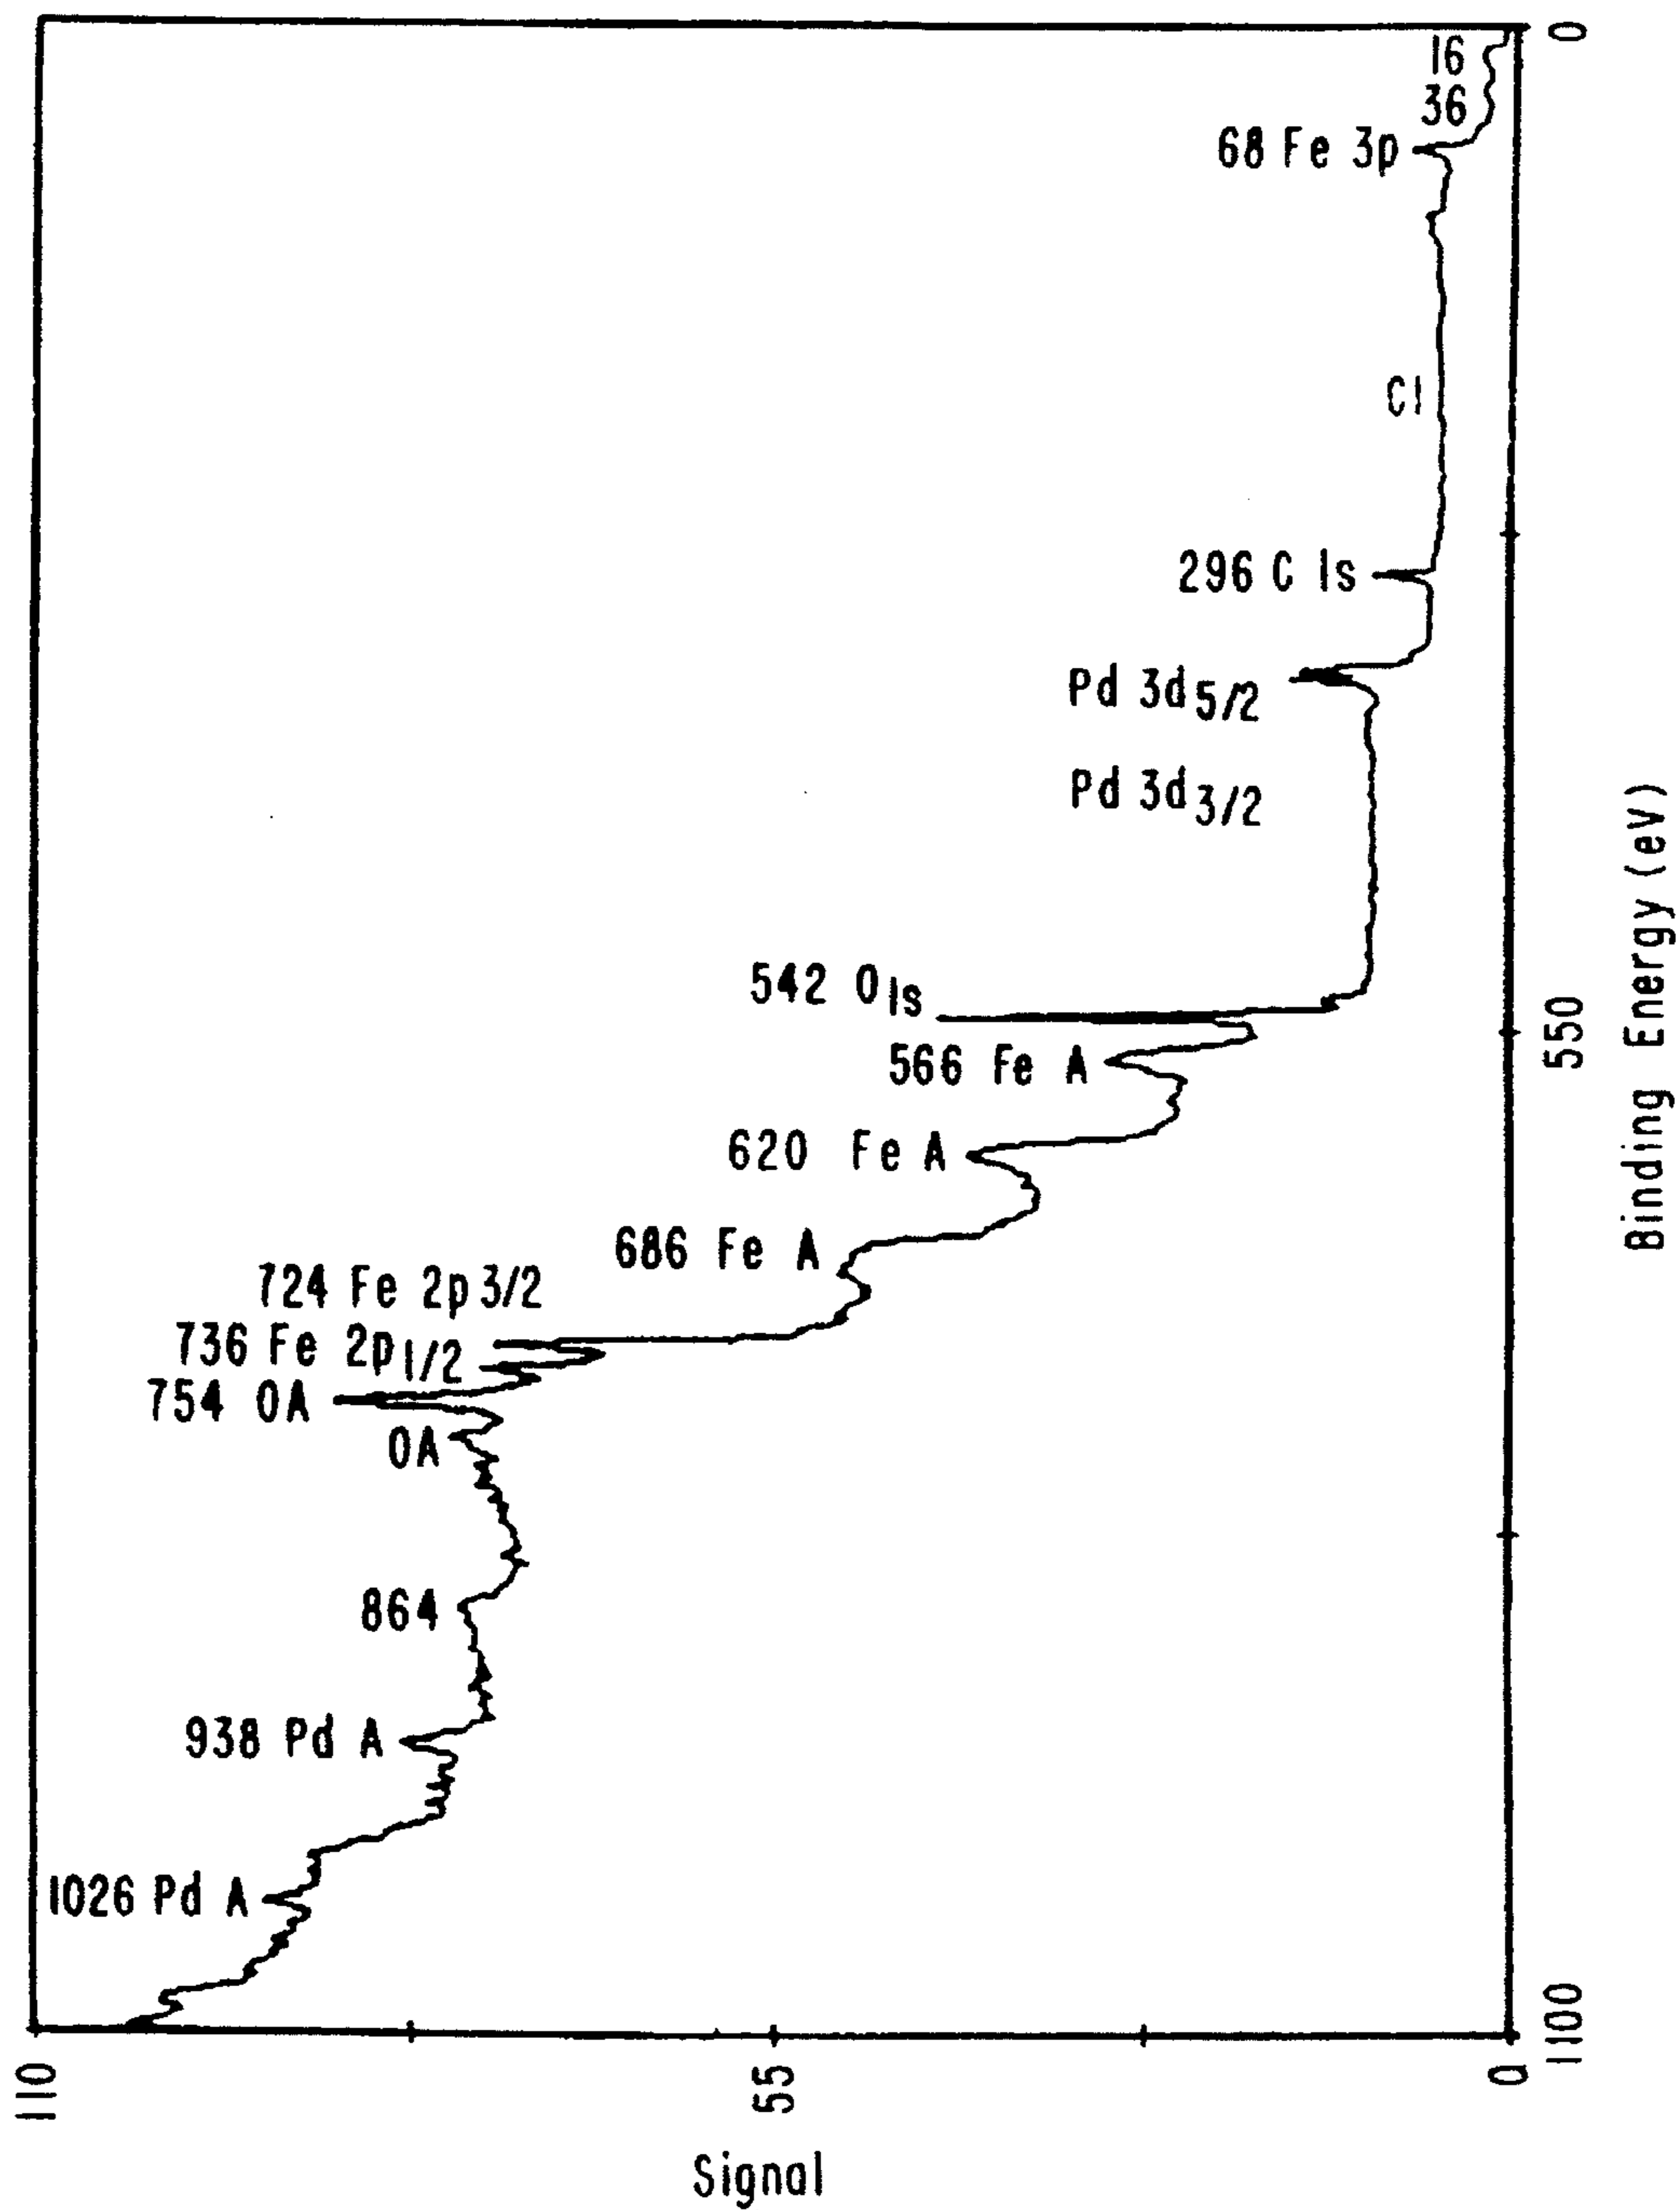 110
55
0
Signal
1026 Pd A
938 Pd A
864
OA
754 OA
736 Fe 2p1/2
724 Fe 2p3/2
686 Fe A
620 Fe A
566 Fe A
542 O1s
Pd 3d3/2
Pd 3d5/2
296 C 1s
Cl
68 Fe 3p
36
16
1100
550
0
Binding Energy (eV)